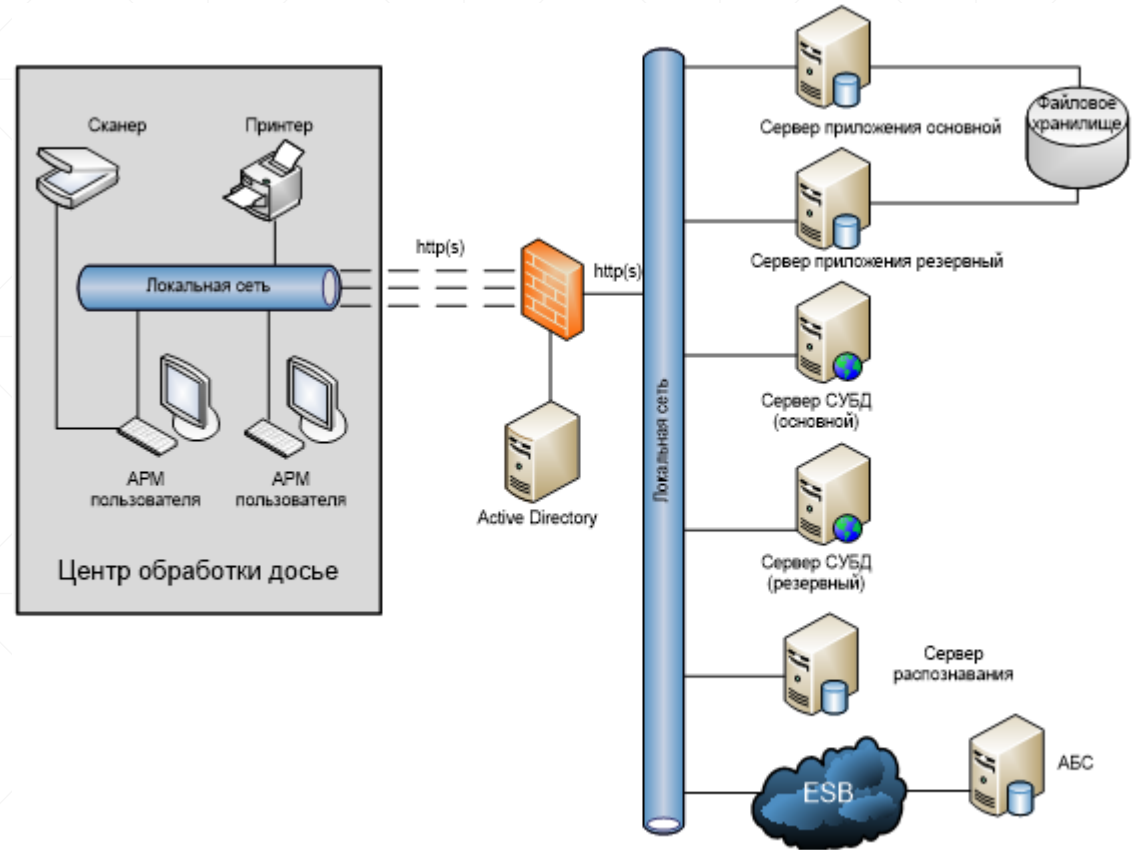 Сканер
Принтер
Локальная сеть
АРМ
пользователя
АРМ
пользователя
Центр обработки досье
http(s)
http(s)
Active Directory
Локальная сеть
Сервер приложения основной
Файловое
хранилище
Сервер приложения резервный
Сервер СУБД
(основной)
Сервер СУБД
(резервный)
Сервер
распознавания
ESB
АБС